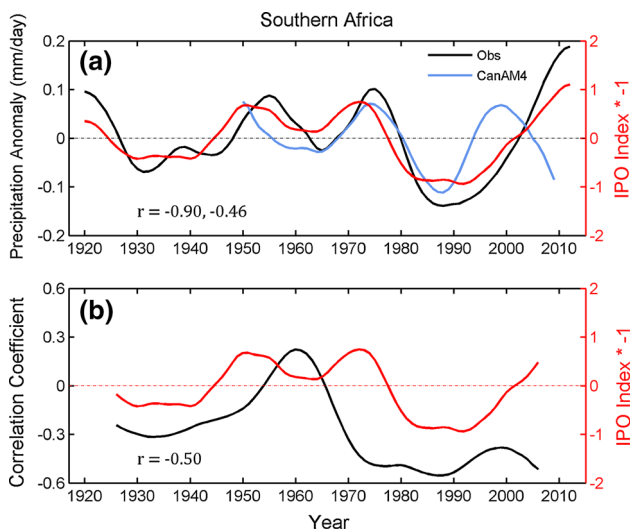 Southern Africa
(a)
Obs
CanAM4
r = -0.90, -0.46
Precipitation Anomaly (mm/day)
0.2
0.1
0
-0.1
-0.2
IPO Index * -1
2
1
0
-1
-2
1920 1930 1940 1950 1960 1970 1980 1990 2000 2010
(b)
r = -0.50
Correlation Coefficient
0.6
0.3
0
-0.3
-0.6
IPO Index * -1
2
1
0
-1
-2
1920 1930 1940 1950 1960 1970 1980 1990 2000 2010
Year